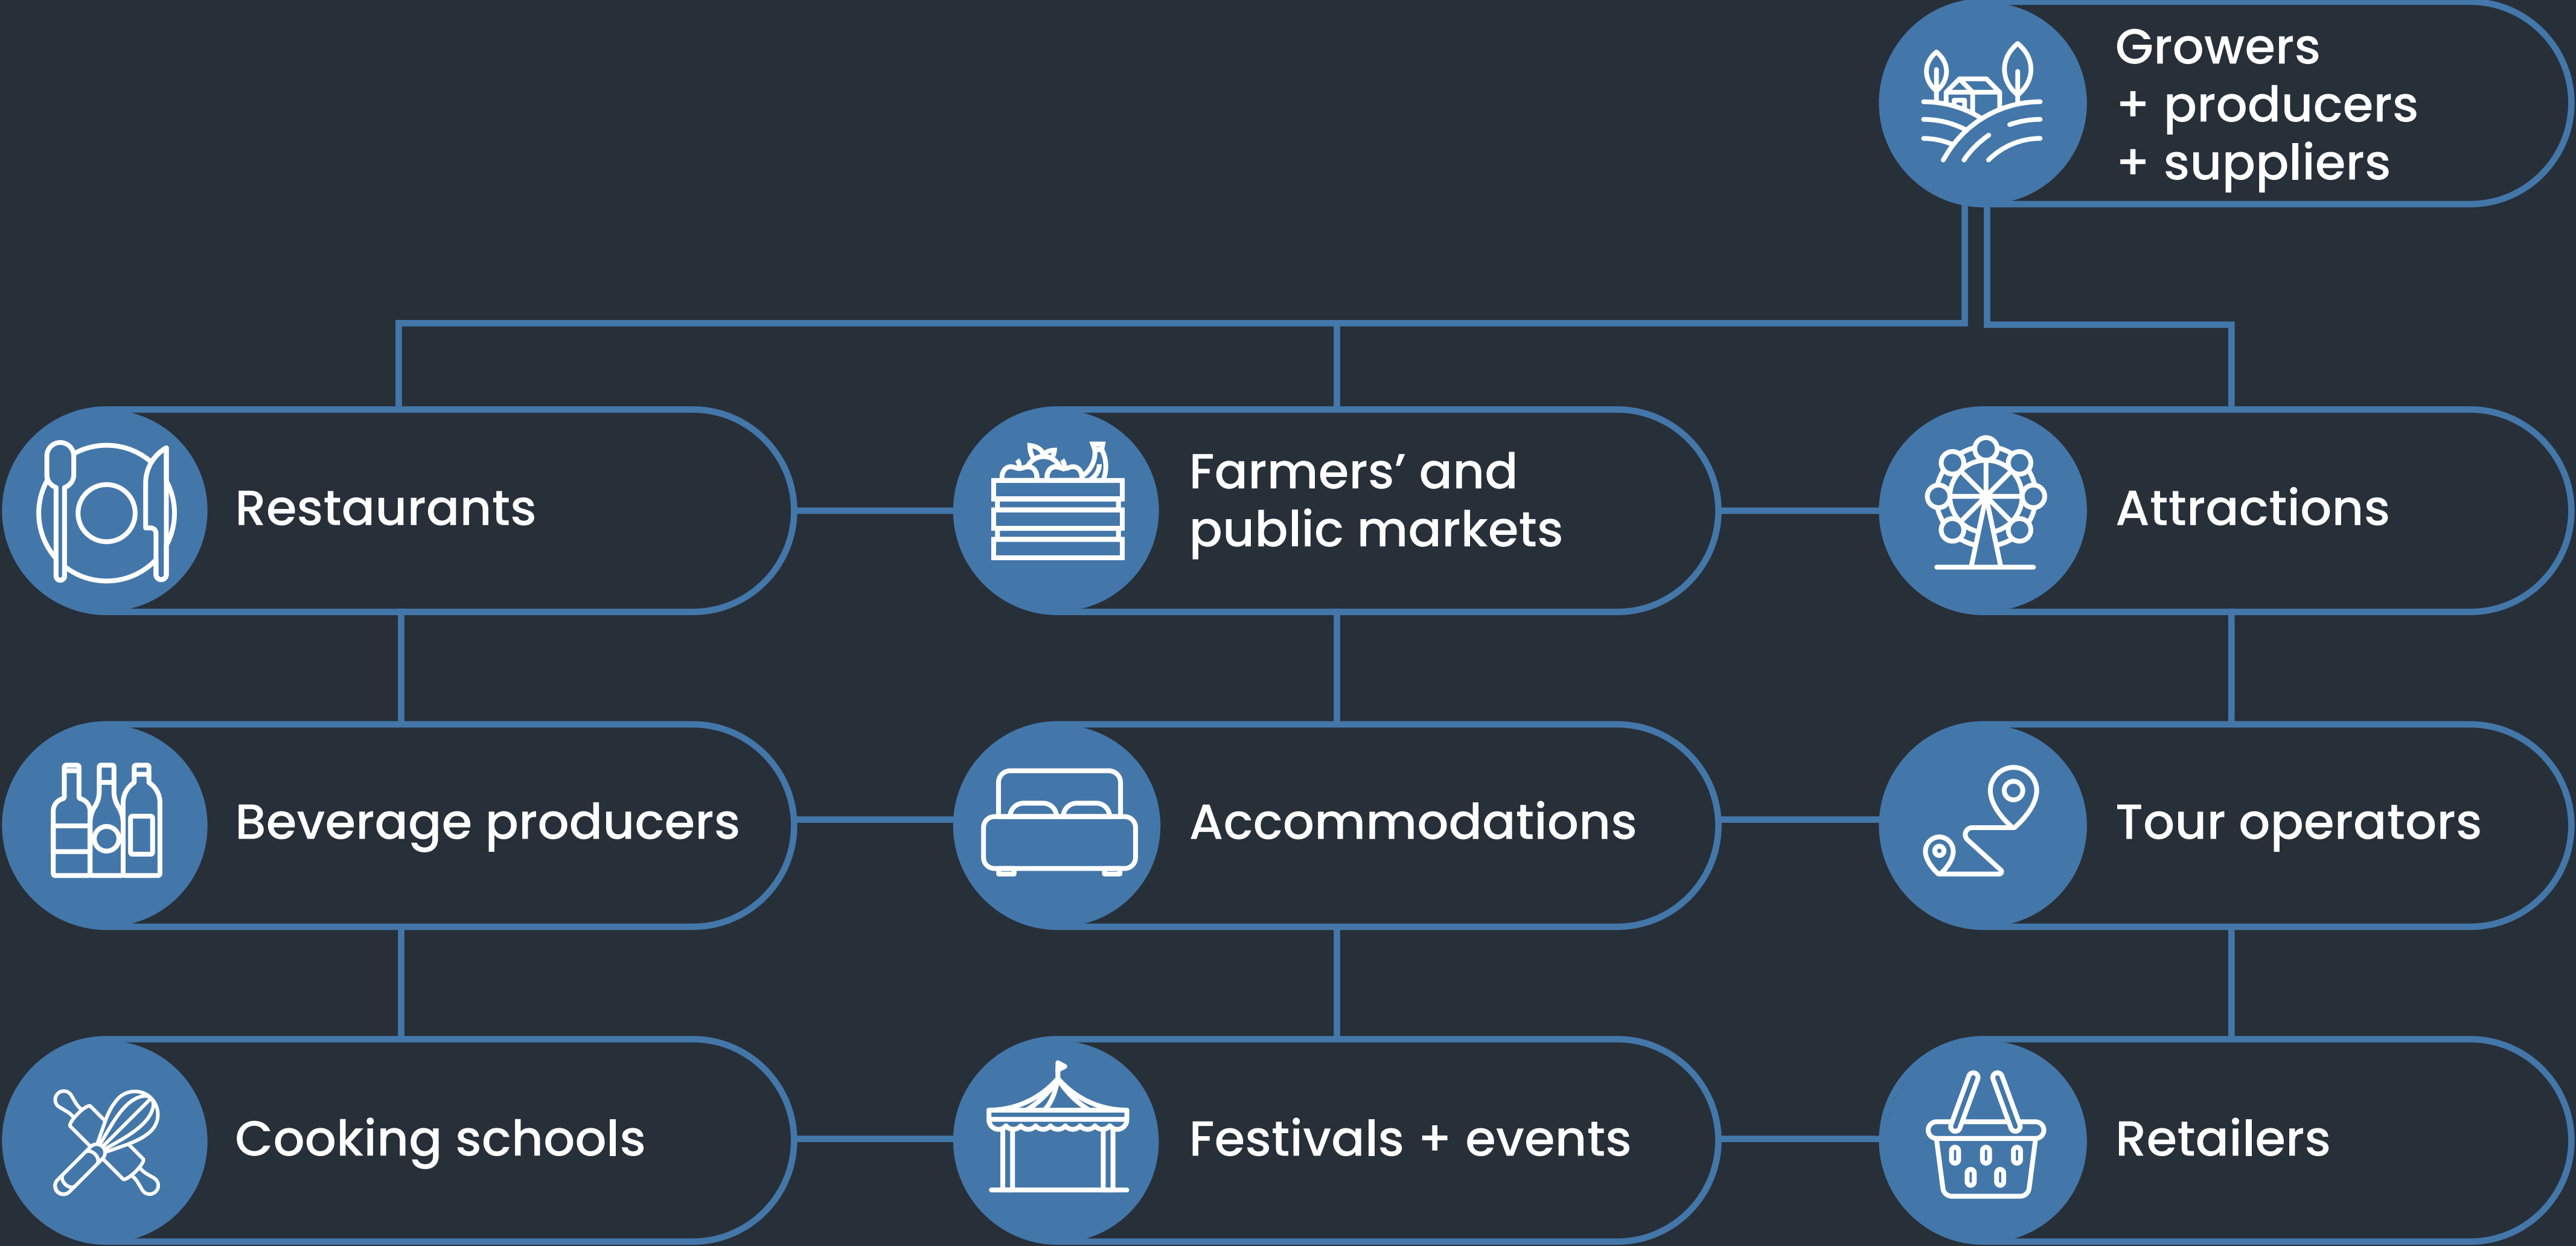 Growers
+ producers
+ suppliers
Restaurants
Farmers’ and
public markets
Attractions
Beverage producers
Accommodations
Tour operators
Cooking schools
Festivals + events
Retailers